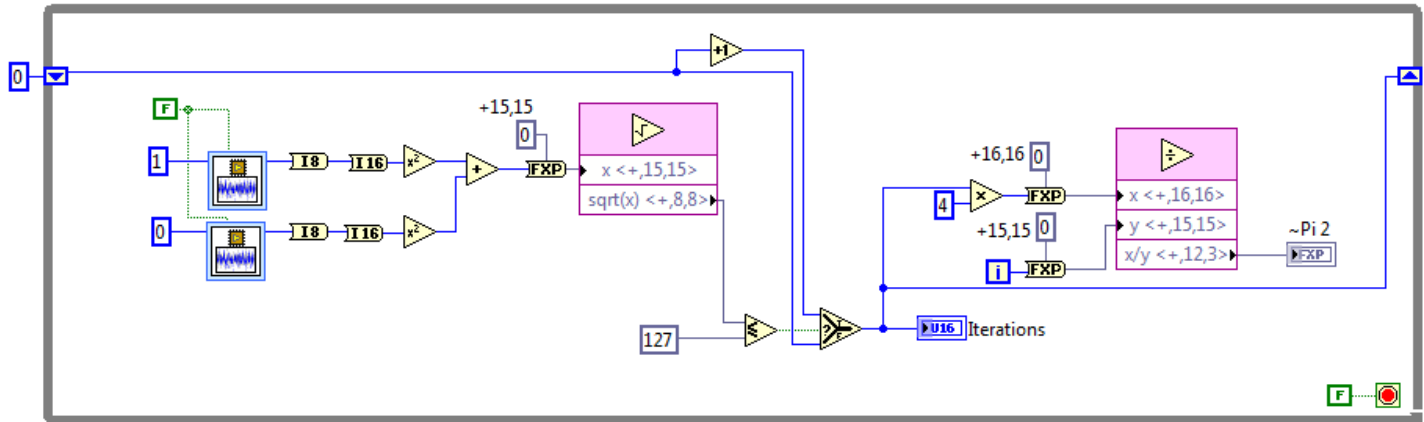 +1
0
F
+15,15
0
1
I8
I16
x²
+
FXP
x <+,15,15>
sqrt(x) <+,8,8>
0
I8
I16
x²
+16,16
0
4
×
FXP
x <+,16,16>
+15,15
0
y <+,15,15>
i
FXP
x/y <+,12,3>
~Pi 2
FXP
127
≤
?
T
F
U16
Iterations
F